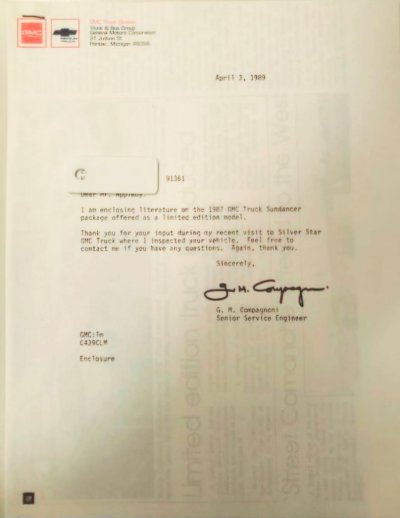 GMC
GMC Truck Division
Truck & Bus Group
General Motors Corporation
31 Judson St.
Pontiac, Michigan 48058
April 3, 1989
91361
Dear Mr.
I am enclosing literature on the 1987 GMC Truck Sundancer
package offered as a limited edition model.
Thank you for your input during my recent visit to Silver Star
GMC Truck where I inspected your vehicle. Feel free to
contact me if you have any questions. Again, thank you.
Sincerely,
G. M. Compagnoni
G. M. Compagnoni
Senior Service Engineer
GMC:lm
C439CLM
Enclosure
Limited edition truck
Street